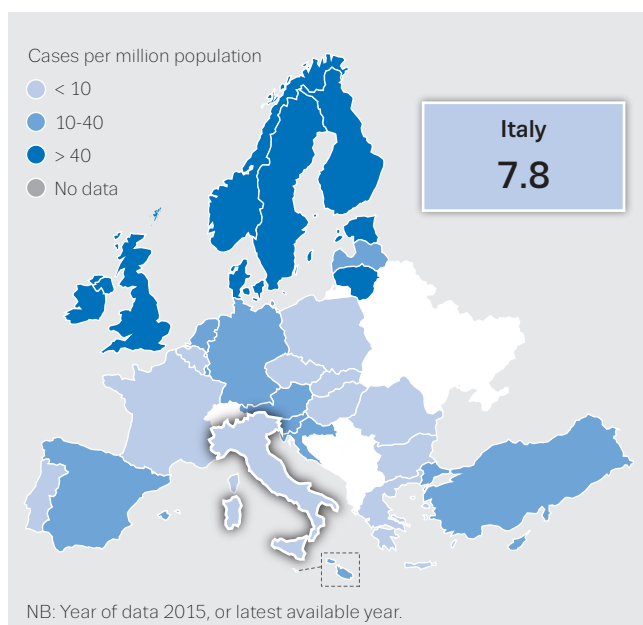 Cases per million population
< 10
10-40
> 40
No data
Italy
7.8
NB: Year of data 2015, or latest available year.